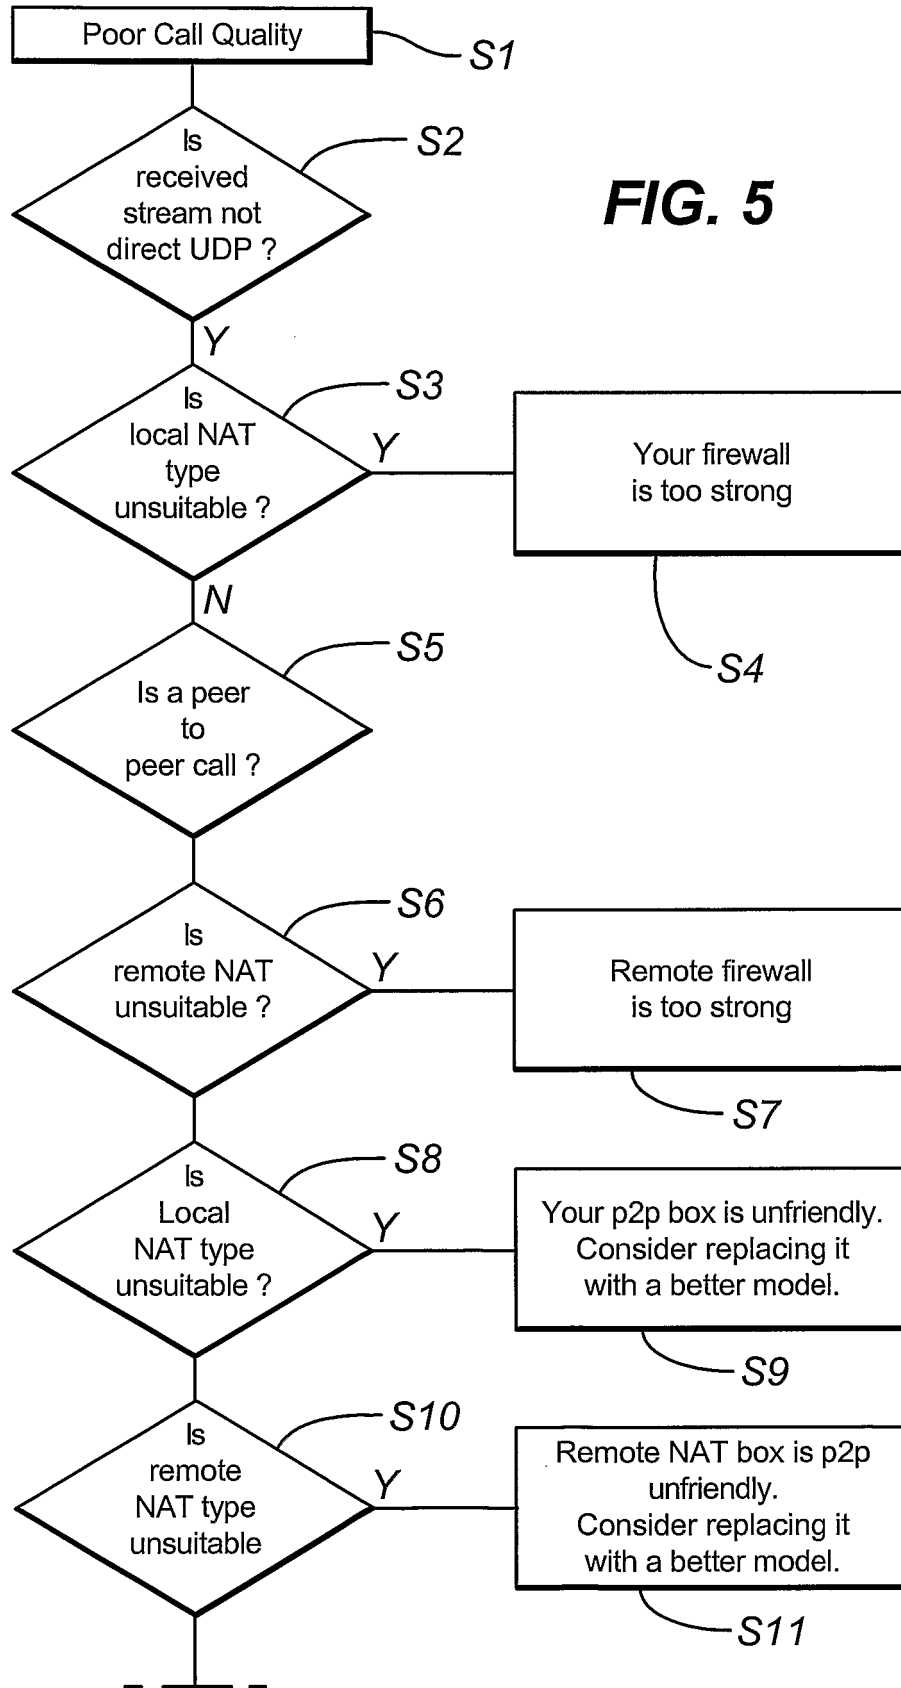 Poor Call Quality
S1
Is
received
stream not
direct UDP ?
S2
FIG. 5
Y
Is
local NAT
type
unsuitable ?
S3
Y
Your firewall
is too strong
S4
N
Is a peer
to
peer call ?
S5
Is
remote NAT
unsuitable ?
S6
Y
Remote firewall
is too strong
S7
Is
Local
NAT type
unsuitable ?
S8
Y
Your p2p box is unfriendly.
Consider replacing it
with a better model.
S9
Is
remote
NAT type
unsuitable
S10
Y
Remote NAT box is p2p
unfriendly.
Consider replacing it
with a better model.
S11